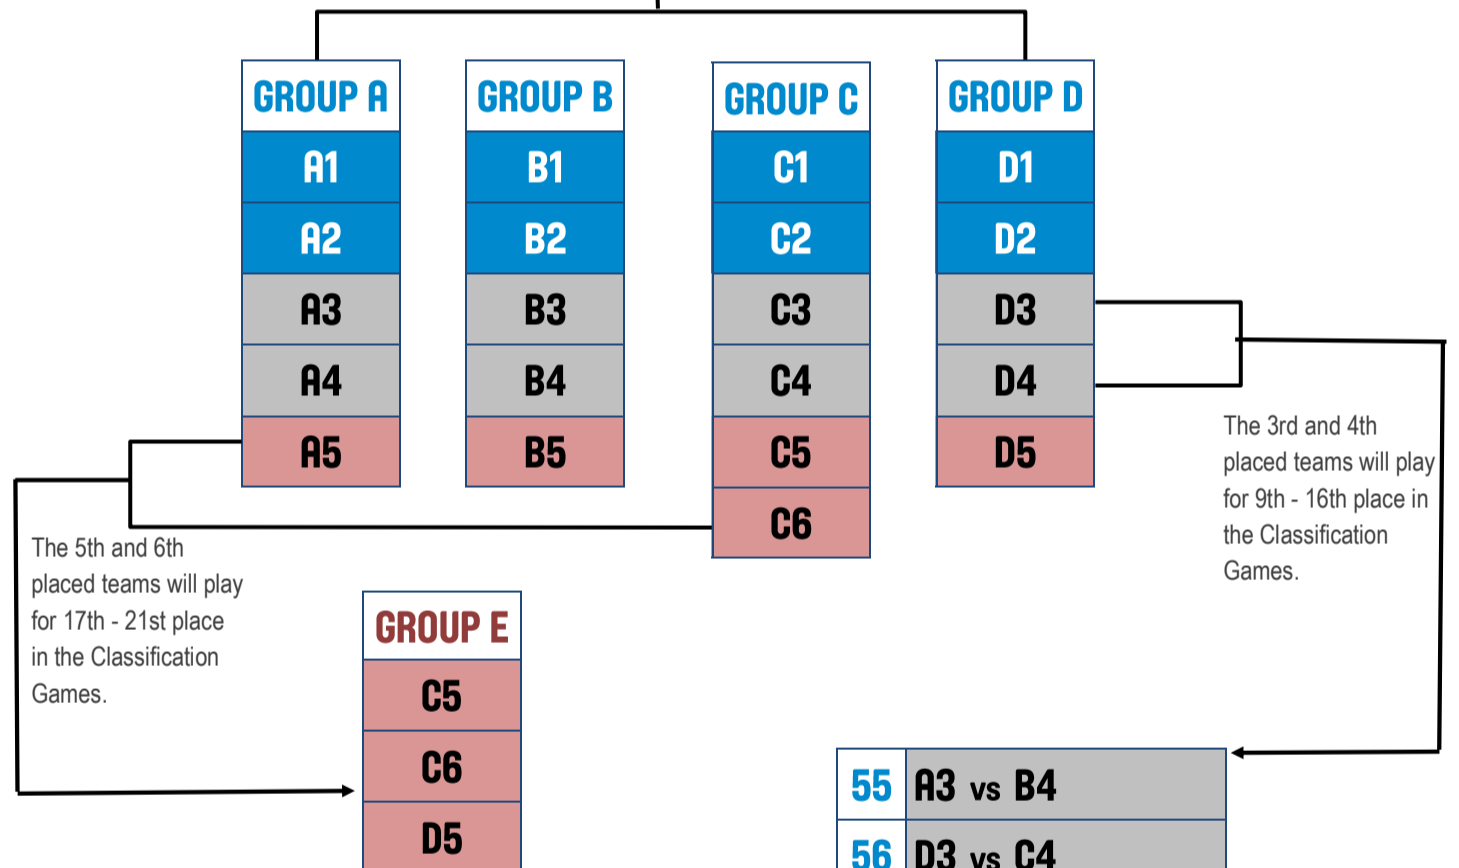 GROUP A
A1
A2
A3
A4
A5
GROUP B
B1
B2
B3
B4
B5
GROUP C
C1
C2
C3
C4
C5
C6
GROUP D
D1
D2
D3
D4
D5
The 3rd and 4th
placed teams will play
for 9th - 16th place in
the Classification
Games.
The 5th and 6th
placed teams will play
for 17th - 21st place
in the Classification
Games.
GROUP E
C5
C6
D5
55 A3 vs B4
56 D3 vs C4